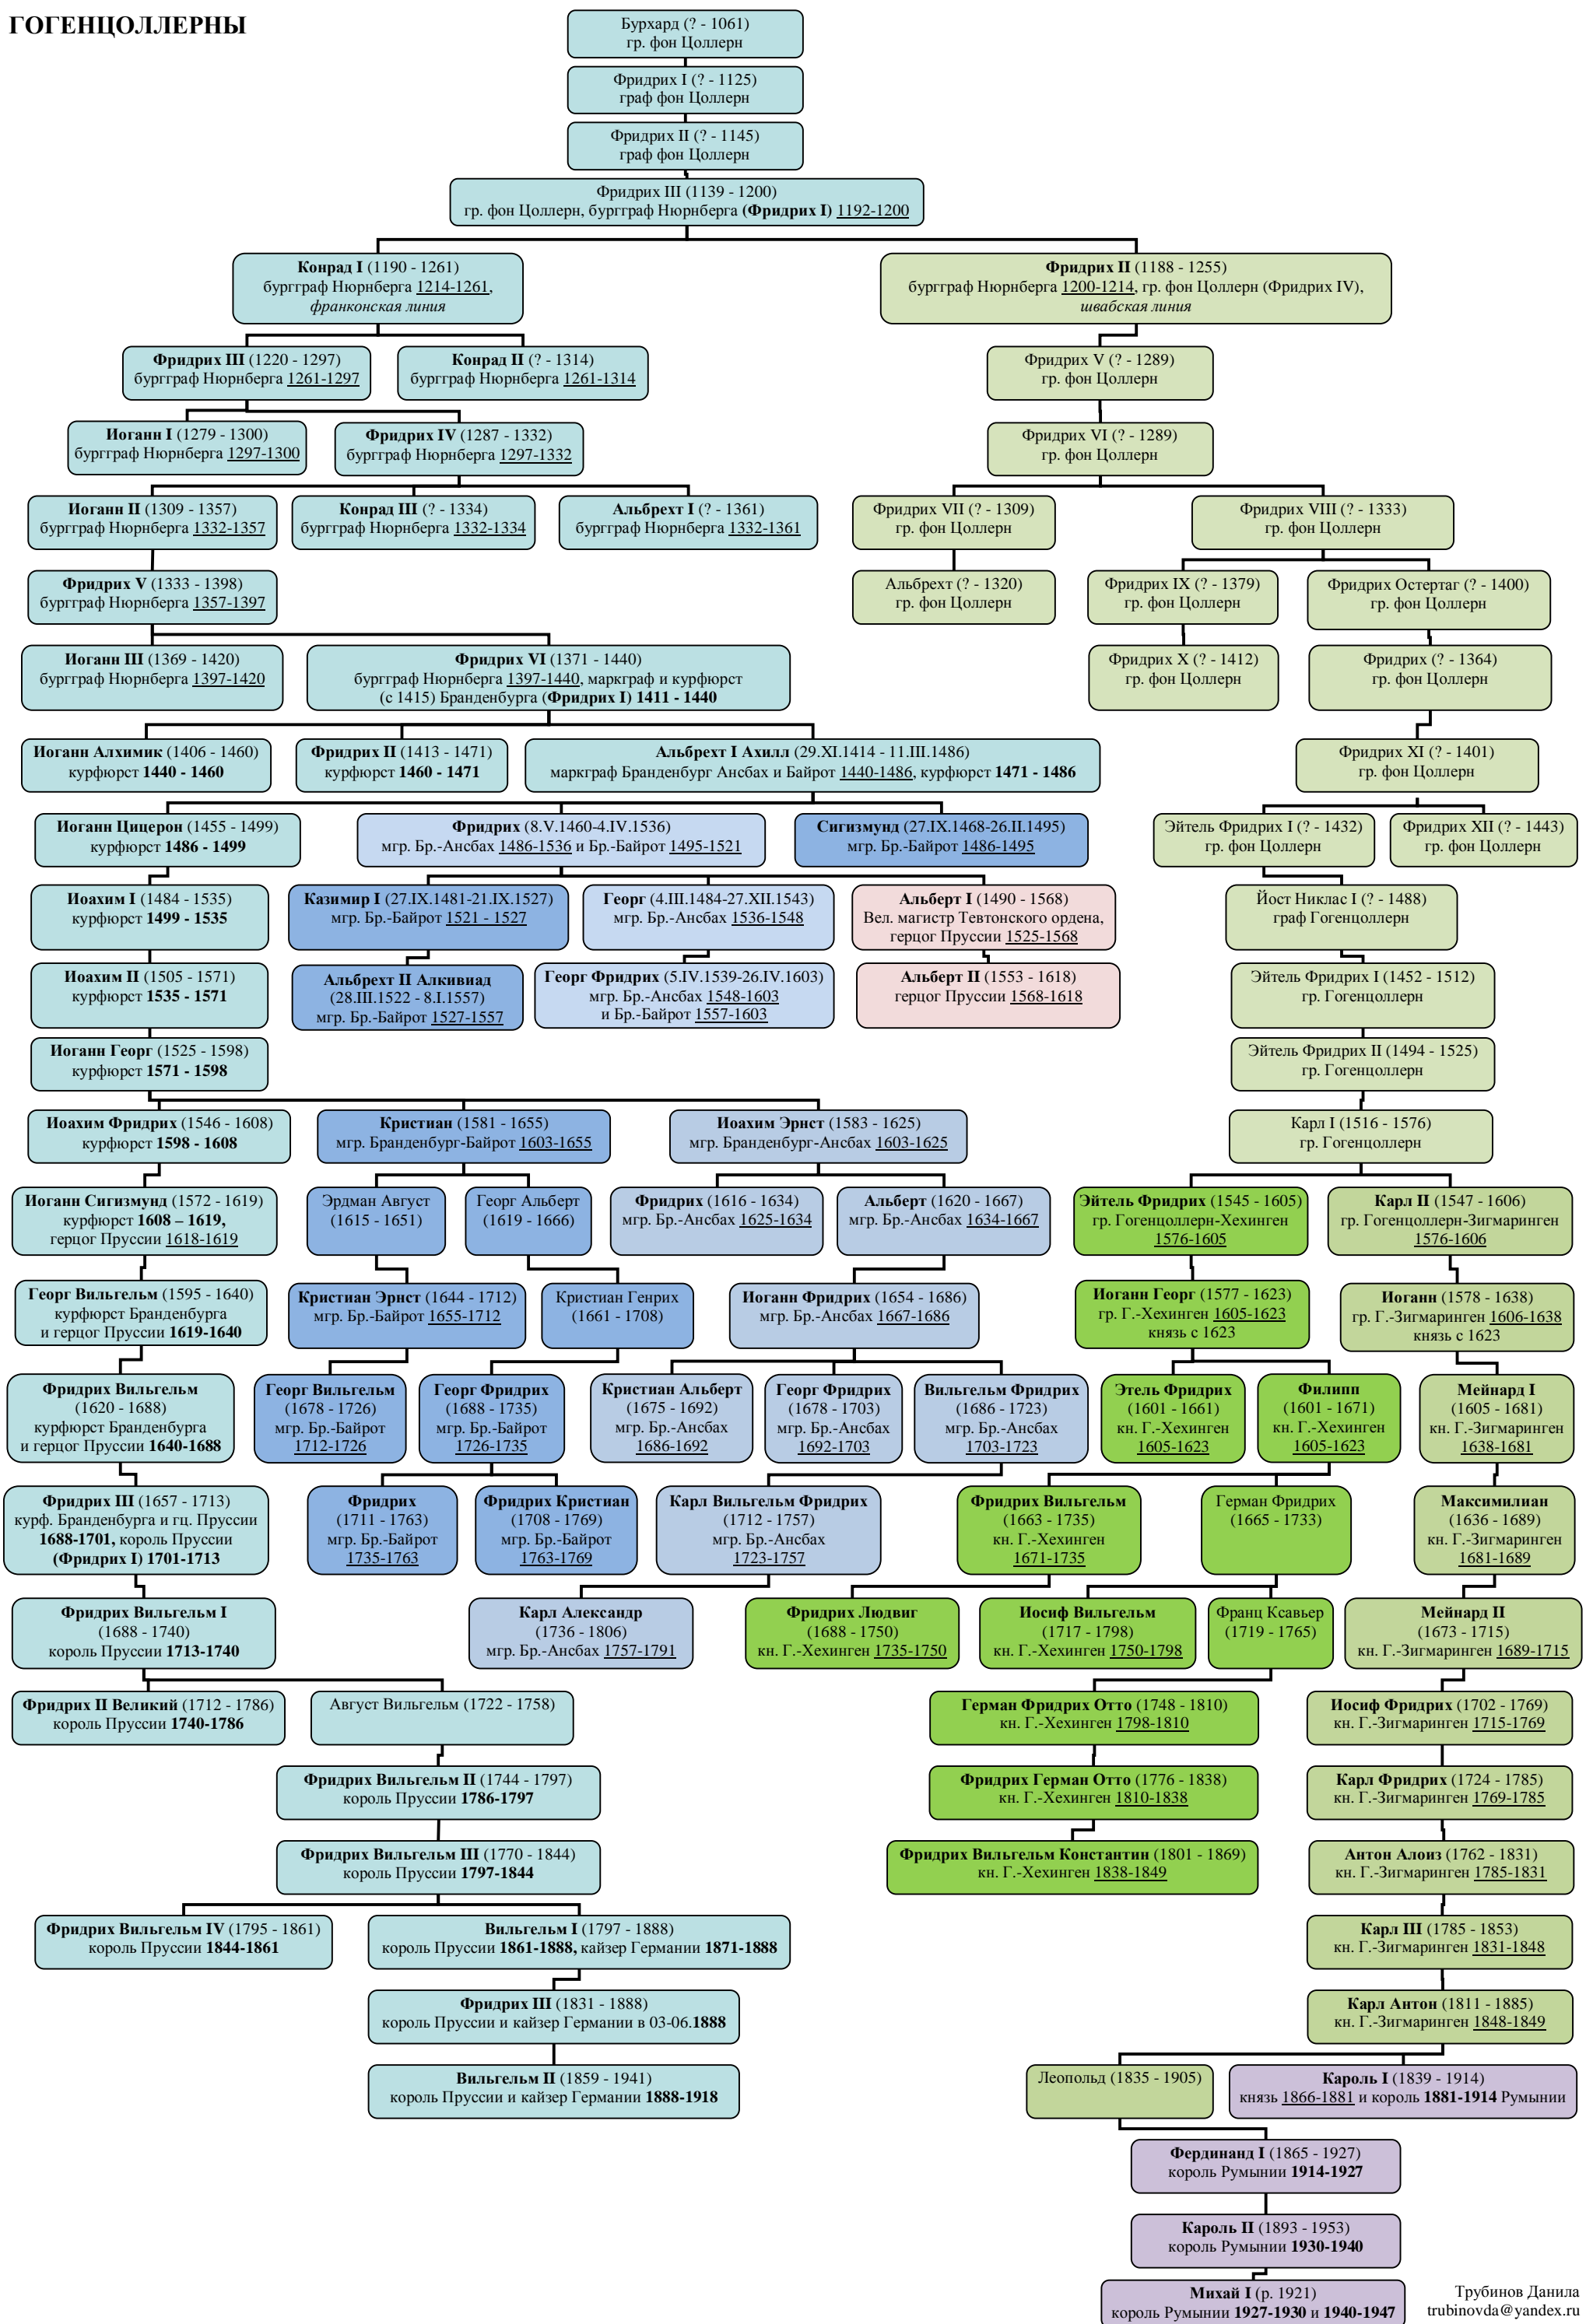 ГОГЕНЦОЛЛЕРНЫ
Бурхард (? - 1061)
гр. фон Цоллерн
Фридрих I (? - 1125)
граф фон Цоллерн
Фридрих II (? - 1145)
граф фон Цоллерн
Фридрих III (1139 - 1200)
гр. фон Цоллерн, бургграф Нюрнберга (Фридрих I) 1192-1200
Конрад I (1190 - 1261)
бургграф Нюрнберга 1214-1261,
франконская линия
Фридрих II (1188 - 1255)
бургграф Нюрнберга 1200-1214, гр. фон Цоллерн (Фридрих IV),
швабская линия
Фридрих III (1220 - 1297)
бургграф Нюрнберга 1261-1297
Конрад II (? - 1314)
бургграф Нюрнберга 1261-1314
Фридрих V (? - 1289)
гр. фон Цоллерн
Иоганн I (1279 - 1300)
бургграф Нюрнберга 1297-1300
Фридрих IV (1287 - 1332)
бургграф Нюрнберга 1297-1332
Фридрих VI (? - 1289)
гр. фон Цоллерн
Иоганн II (1309 - 1357)
бургграф Нюрнберга 1332-1357
Конрад III (? - 1334)
бургграф Нюрнберга 1332-1334
Альбрехт I (? - 1361)
бургграф Нюрнберга 1332-1361
Фридрих VII (? - 1309)
гр. фон Цоллерн
Фридрих VIII (? - 1333)
гр. фон Цоллерн
Фридрих V (1333 - 1398)
бургграф Нюрнберга 1357-1397
Альбрехт (? - 1320)
гр. фон Цоллерн
Фридрих IX (? - 1379)
гр. фон Цоллерн
Фридрих Остертаг (? - 1400)
гр. фон Цоллерн
Иоганн III (1369 - 1420)
бургграф Нюрнберга 1397-1420
Фридрих VI (1371 - 1440)
бургграф Нюрнберга 1397-1440, маркграф и курфюрст
(с 1415) Бранденбурга (Фридрих I) 1411 - 1440
Фридрих X (? - 1412)
гр. фон Цоллерн
Фридрих (? - 1364)
гр. фон Цоллерн
Иоганн Алхимик (1406 - 1460)
курфюрст 1440 - 1460
Фридрих II (1413 - 1471)
курфюрст 1460 - 1471
Альбрехт I Ахилл (29.XI.1414 - 11.III.1486)
маркграф Бранденбург Ансбах и Байрот 1440-1486, курфюрст 1471 - 1486
Фридрих XI (? - 1401)
гр. фон Цоллерн
Иоганн Цицерон (1455 - 1499)
курфюрст 1486 - 1499
Фридрих (8.V.1460-4.IV.1536)
мгр. Бр.-Ансбах 1486-1536 и Бр.-Байрот 1495-1521
Сигизмунд (27.IX.1468-26.II.1495)
мгр. Бр.-Байрот 1486-1495
Эйтель Фридрих I (? - 1432)
гр. фон Цоллерн
Фридрих XII (? - 1443)
гр. фон Цоллерн
Иоахим I (1484 - 1535)
курфюрст 1499 - 1535
Казимир I (27.IX.1481-21.IX.1527)
мгр. Бр.-Байрот 1521 - 1527
Георг (4.III.1484-27.XII.1543)
мгр. Бр.-Ансбах 1536-1548
Альберт I (1490 - 1568)
Вел. магистр Тевтонского ордена,
герцог Пруссии 1525-1568
Йост Никлас I (? - 1488)
граф Гогенцоллерн
Иоахим II (1505 - 1571)
курфюрст 1535 - 1571
Альбрехт II Алкивиад
(28.III.1522 - 8.I.1557)
мгр. Бр.-Байрот 1527-1557
Георг Фридрих (5.IV.1539-26.IV.1603)
мгр. Бр.-Ансбах 1548-1603
и Бр.-Байрот 1557-1603
Альберт II (1553 - 1618)
герцог Пруссии 1568-1618
Эйтель Фридрих I (1452 - 1512)
гр. Гогенцоллерн
Иоганн Георг (1525 - 1598)
курфюрст 1571 - 1598
Эйтель Фридрих II (1494 - 1525)
гр. Гогенцоллерн
Иоахим Фридрих (1546 - 1608)
курфюрст 1598 - 1608
Кристиан (1581 - 1655)
мгр. Бранденбург-Байрот 1603-1655
Иоахим Эрнст (1583 - 1625)
мгр. Бранденбург-Ансбах 1603-1625
Карл I (1516 - 1576)
гр. Гогенцоллерн
Иоганн Сигизмунд (1572 - 1619)
курфюрст 1608 – 1619,
герцог Пруссии 1618-1619
Эрдман Август
(1615 - 1651)
Георг Альберт
(1619 - 1666)
Фридрих (1616 - 1634)
мгр. Бр.-Ансбах 1625-1634
Альберт (1620 - 1667)
мгр. Бр.-Ансбах 1634-1667
Эйтель Фридрих (1545 - 1605)
гр. Гогенцоллерн-Хехинген
1576-1605
Карл II (1547 - 1606)
гр. Гогенцоллерн-Зигмаринген
1576-1606
Георг Вильгельм (1595 - 1640)
курфюрст Бранденбурга
и герцог Пруссии 1619-1640
Кристиан Эрнст (1644 - 1712)
мгр. Бр.-Байрот 1655-1712
Кристиан Генрих
(1661 - 1708)
Иоганн Фридрих (1654 - 1686)
мгр. Бр.-Ансбах 1667-1686
Иоганн Георг (1577 - 1623)
гр. Г.-Хехинген 1605-1623
князь с 1623
Иоганн (1578 - 1638)
гр. Г.-Зигмаринген 1606-1638
князь с 1623
Фридрих Вильгельм
(1620 - 1688)
курфюрст Бранденбурга
и герцог Пруссии 1640-1688
Георг Вильгельм
(1678 - 1726)
мгр. Бр.-Байрот
1712-1726
Георг Фридрих
(1688 - 1735)
мгр. Бр.-Байрот
1726-1735
Кристиан Альберт
(1675 - 1692)
мгр. Бр.-Ансбах
1686-1692
Георг Фридрих
(1678 - 1703)
мгр. Бр.-Ансбах
1692-1703
Вильгельм Фридрих
(1686 - 1723)
мгр. Бр.-Ансбах
1703-1723
Этель Фридрих
(1601 - 1661)
кн. Г.-Хехинген
1605-1623
Филипп
(1601 - 1671)
кн. Г.-Хехинген
1605-1623
Мейнард I
(1605 - 1681)
кн. Г.-Зигмаринген
1638-1681
Фридрих III (1657 - 1713)
курф. Бранденбурга и гц. Пруссии
1688-1701, король Пруссии
(Фридрих I) 1701-1713
Фридрих
(1711 - 1763)
мгр. Бр.-Байрот
1735-1763
Фридрих Кристиан
(1708 - 1769)
мгр. Бр.-Байрот
1763-1769
Карл Вильгельм Фридрих
(1712 - 1757)
мгр. Бр.-Ансбах
1723-1757
Фридрих Вильгельм
(1663 - 1735)
кн. Г.-Хехинген
1671-1735
Герман Фридрих
(1665 - 1733)
Максимилиан
(1636 - 1689)
кн. Г.-Зигмаринген
1681-1689
Фридрих Вильгельм I
(1688 - 1740)
король Пруссии 1713-1740
Карл Александр
(1736 - 1806)
мгр. Бр.-Ансбах 1757-1791
Фридрих Людвиг
(1688 - 1750)
кн. Г.-Хехинген 1735-1750
Иосиф Вильгельм
(1717 - 1798)
кн. Г.-Хехинген 1750-1798
Франц Ксавьер
(1719 - 1765)
Мейнард II
(1673 - 1715)
кн. Г.-Зигмаринген 1689-1715
Фридрих II Великий (1712 - 1786)
король Пруссии 1740-1786
Август Вильгельм (1722 - 1758)
Герман Фридрих Отто (1748 - 1810)
кн. Г.-Хехинген 1798-1810
Иосиф Фридрих (1702 - 1769)
кн. Г.-Зигмаринген 1715-1769
Фридрих Вильгельм II (1744 - 1797)
король Пруссии 1786-1797
Фридрих Герман Отто (1776 - 1838)
кн. Г.-Хехинген 1810-1838
Карл Фридрих (1724 - 1785)
кн. Г.-Зигмаринген 1769-1785
Фридрих Вильгельм III (1770 - 1844)
король Пруссии 1797-1844
Фридрих Вильгельм Константин (1801 - 1869)
кн. Г.-Хехинген 1838-1849
Антон Алоиз (1762 - 1831)
кн. Г.-Зигмаринген 1785-1831
Фридрих Вильгельм IV (1795 - 1861)
король Пруссии 1844-1861
Вильгельм I (1797 - 1888)
король Пруссии 1861-1888, кайзер Германии 1871-1888
Карл III (1785 - 1853)
кн. Г.-Зигмаринген 1831-1848
Фридрих III (1831 - 1888)
король Пруссии и кайзер Германии в 03-06.1888
Карл Антон (1811 - 1885)
кн. Г.-Зигмаринген 1848-1849
Вильгельм II (1859 - 1941)
король Пруссии и кайзер Германии 1888-1918
Леопольд (1835 - 1905)
Кароль I (1839 - 1914)
князь 1866-1881 и король 1881-1914 Румынии
Фердинанд I (1865 - 1927)
король Румынии 1914-1927
Кароль II (1893 - 1953)
король Румынии 1930-1940
Михай I (р. 1921)
король Румынии 1927-1930 и 1940-1947
Трубинов Данила
trubinovda@yandex.ru